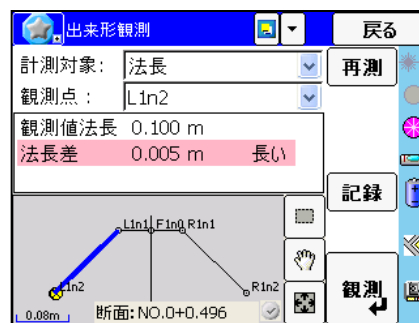 出来形観測
戻る
計測対象: 法長
再測
観測点 : L1n2
観測値法長 0.100 m
法長差 0.005 m 長い
記録
L1n1 F1n0 R1n1
L1n2
R1n2
観測
0.08m
断面:NO.0+0.496